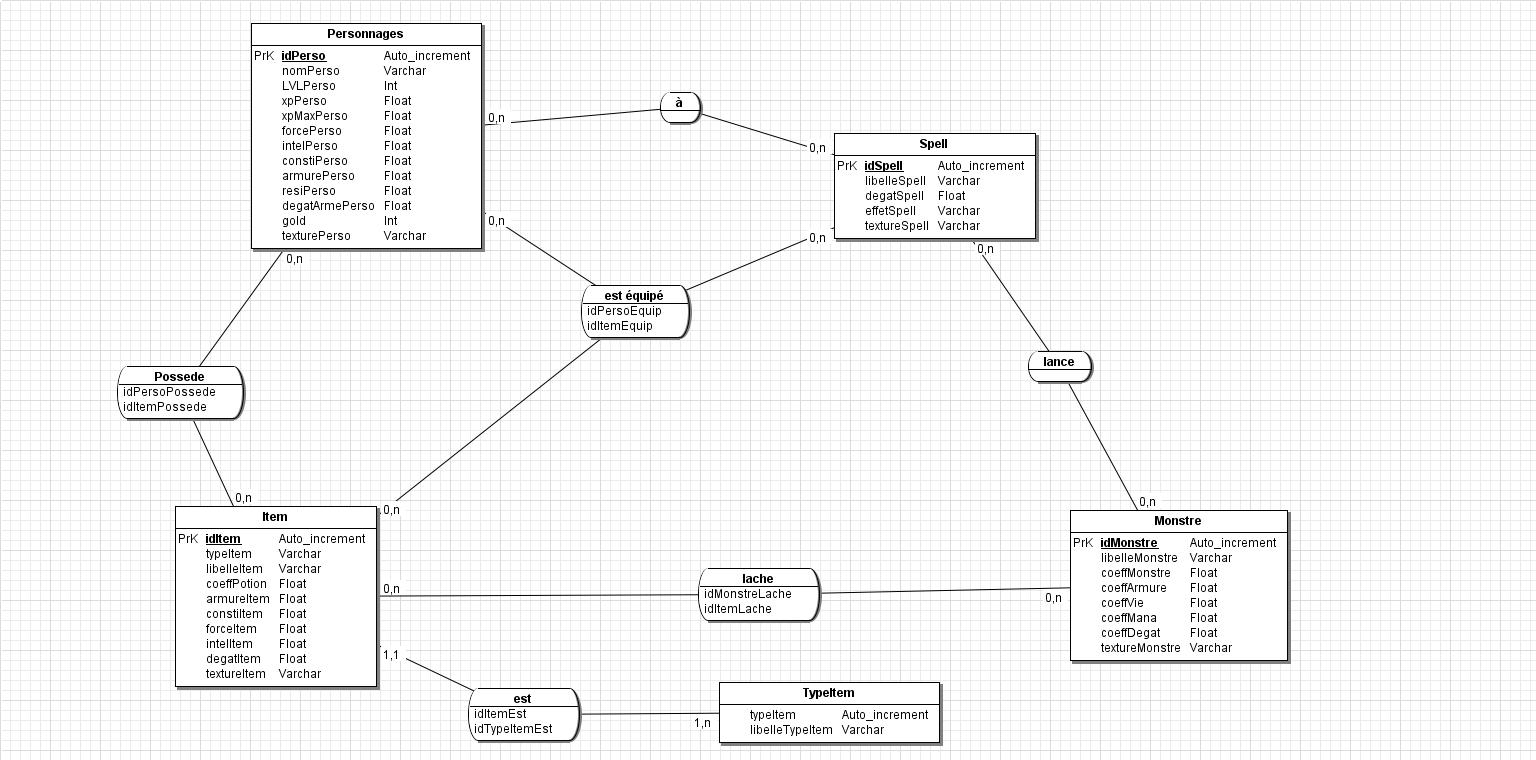 Personnages
PrK idPerso Auto_increment
nomPerso Varchar
LVLPerso Int
xpPerso Float
xpMaxPerso Float
forcePerso Float
intelPerso Float
constiPerso Float
armurePerso Float
resiPerso Float
degatArmePerso Float
gold Int
texturePerso Varchar
0,n
0,n
0,n
à
0,n
Spell
PrK idSpell Auto_increment
libelleSpell Varchar
degatSpell Float
effetSpell Varchar
textureSpell Varchar
0,n
0,n
est équipé
idPersoEquip
idItemEquip
lance
Possede
idPersoPossede
idItemPossede
0,n
0,n
0,n
Item
PrK idItem Auto_increment
typeItem Varchar
libelleItem Varchar
coeffPotion Float
armureItem Float
constiItem Float
forceItem Float
intelItem Float
degatItem Float
textureItem Varchar
0,n
1,1
lache
idMonstreLache
idItemLache
0,n
Monstre
PrK idMonstre Auto_increment
libelleMonstre Varchar
coeffMonstre Float
coeffArmure Float
coeffVie Float
coeffMana Float
coeffDegat Float
textureMonstre Varchar
est
idItemEst
idTypeItemEst
1,n
TypeItem
typeItem Auto_increment
libelleTypeItem Varchar